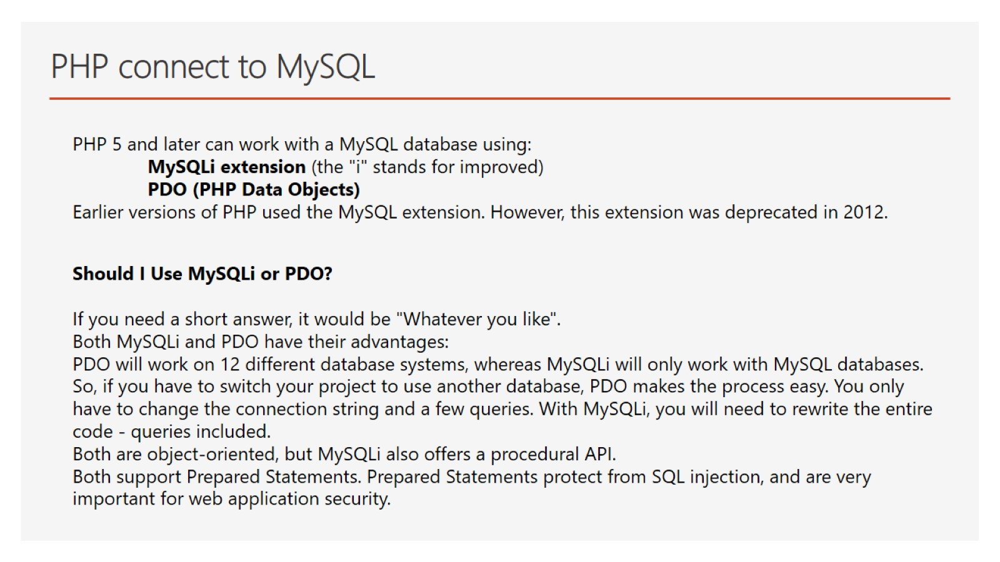 PHP connect to MySQL
PHP 5 and later can work with a MySQL database using:
MySQLi extension (the "i" stands for improved)
PDO (PHP Data Objects)
Earlier versions of PHP used the MySQL extension. However, this extension was deprecated in 2012.
Should I Use MySQLi or PDO?
If you need a short answer, it would be "Whatever you like".
Both MySQLi and PDO have their advantages:
PDO will work on 12 different database systems, whereas MySQLi will only work with MySQL databases.
So, if you have to switch your project to use another database, PDO makes the process easy. You only
have to change the connection string and a few queries. With MySQLi, you will need to rewrite the entire
code - queries included.
Both are object-oriented, but MySQLi also offers a procedural API.
Both support Prepared Statements. Prepared Statements protect from SQL injection, and are very
important for web application security.